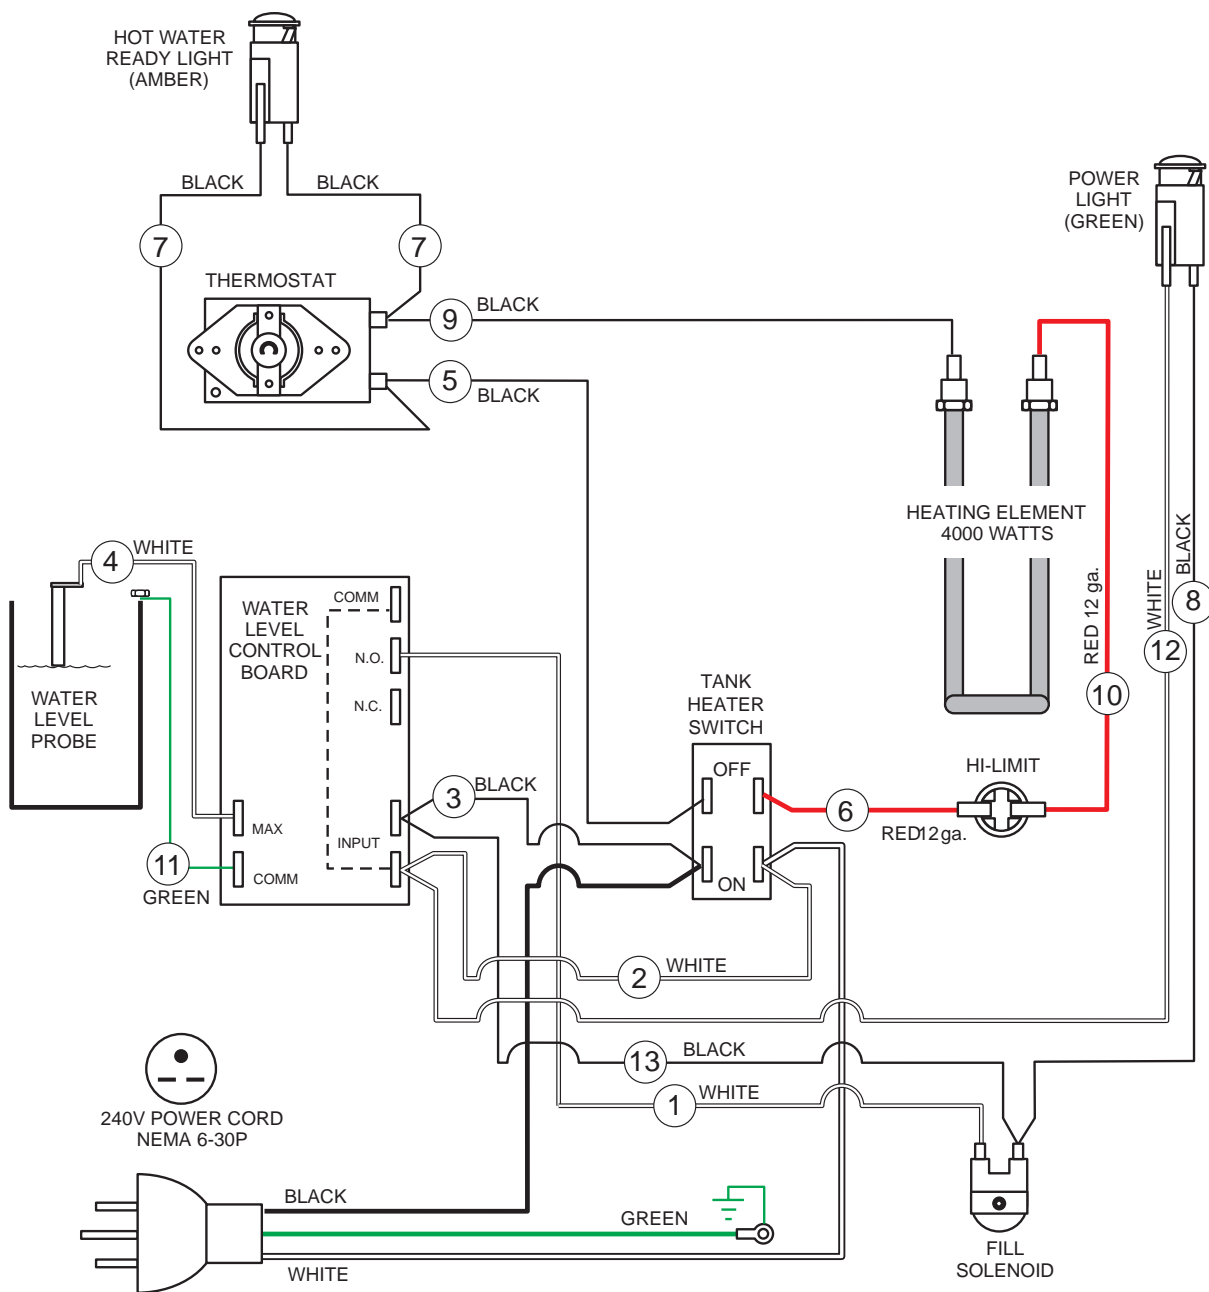 HOT WATER
READY LIGHT
(AMBER)
BLACK
BLACK
7
7
THERMOSTAT
9
BLACK
5
BLACK
POWER
LIGHT
(GREEN)
HEATING ELEMENT
4000 WATTS
RED 12 ga.
WHITE
BLACK
8
12
10
4
WHITE
WATER
LEVEL
PROBE
11
GREEN
WATER
LEVEL
CONTROL
BOARD
COMM
N.O.
N.C.
MAX
INPUT
COMM
3
BLACK
TANK
HEATER
SWITCH
OFF
ON
6
RED12 ga.
HI-LIMIT
2
WHITE
13
BLACK
1
WHITE
240V POWER CORD
NEMA 6-30P
BLACK
GREEN
WHITE
FILL
SOLENOID